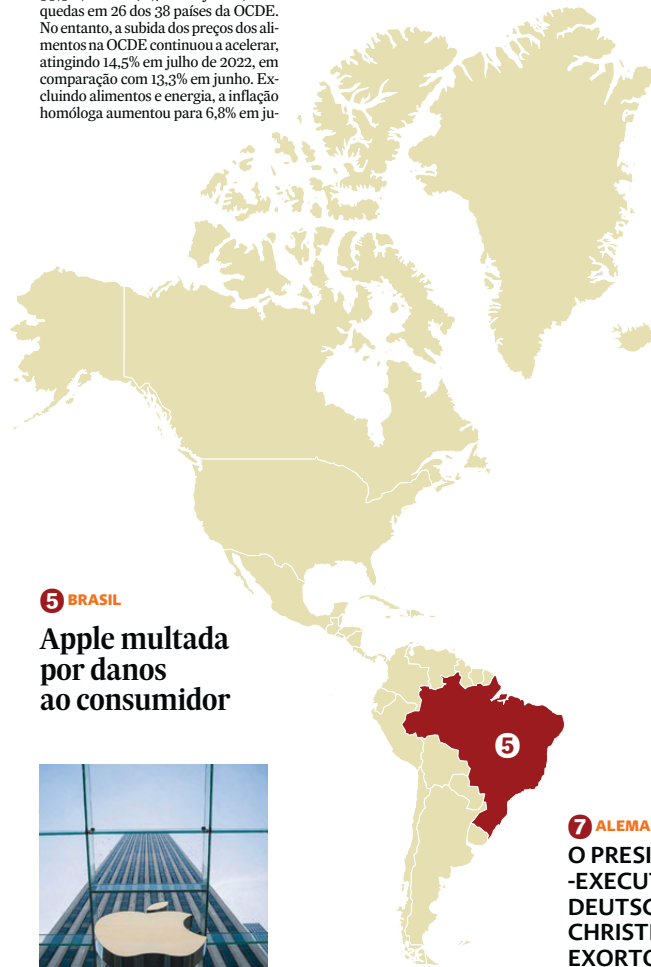 quedas em 26 dos 38 países da OCDE.
No entanto, a subida dos preços dos ali-
mentos na OCDE continuou a acelerar,
atingindo 14,5% em julho de 2022, em
comparação com 13,3% em junho. Ex-
cluindo alimentos e energia, a inflação
homóloga aumentou para 6,8% em ju-
5 BRASIL
Apple multada
por danos
ao consumidor
5
7 ALEMA
O PRESI
-EXECUT
DEUTSC
CHRISTI
EXORTO